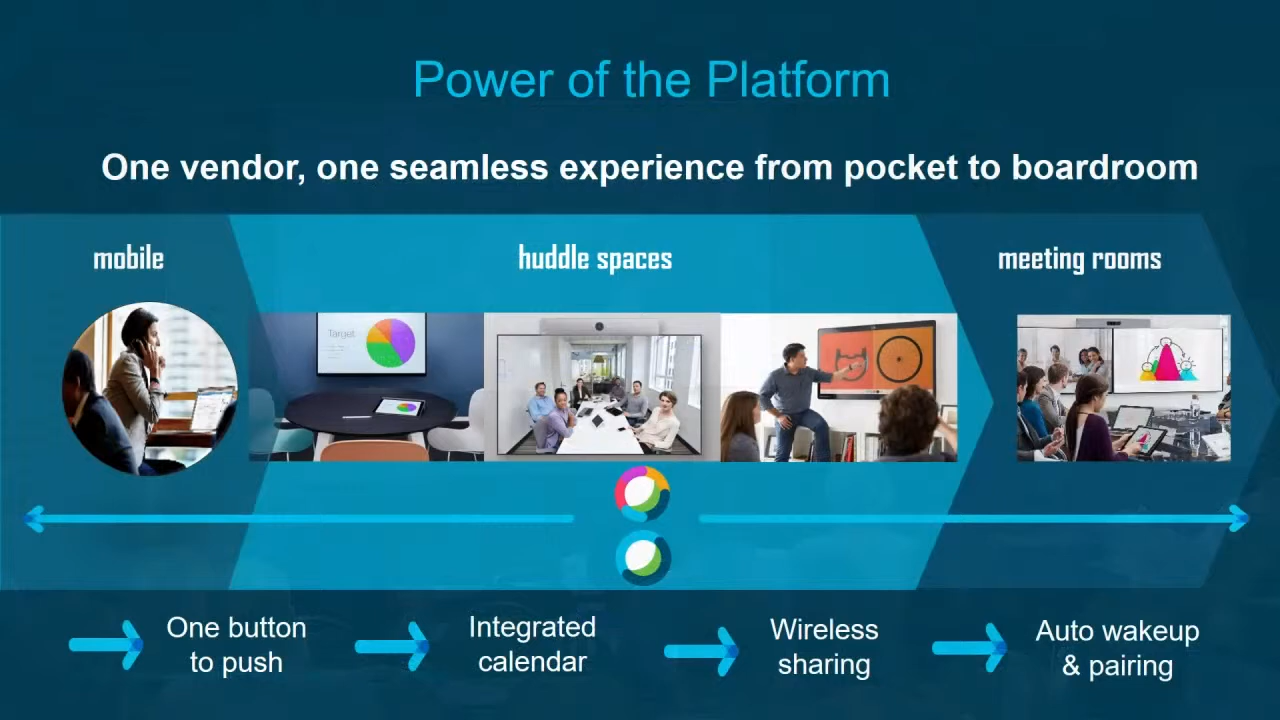 Power of the Platform
One vendor, one seamless experience from pocket to boardroom
mobile
huddle spaces
meeting rooms
Target
One button
to push
Integrated
calendar
Wireless
sharing
Auto wakeup
& pairing